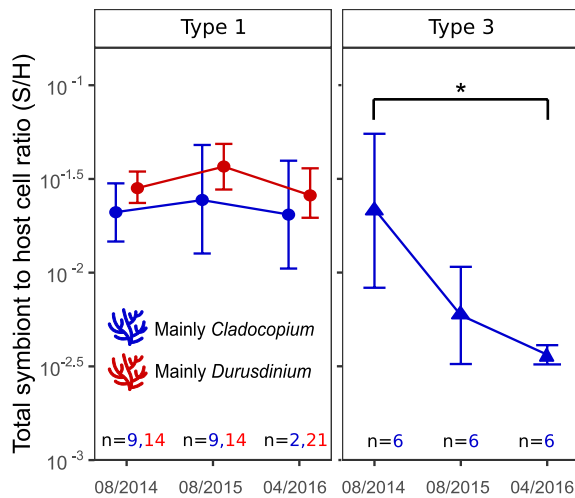 Type 1
Type 3
Total symbiont to host cell ratio (S/H)
10^-1
10^-1.5
10^-2
10^-2.5
10^-3
*
Mainly Cladocopium
Mainly Durusdinium
n=9,14
n=9,14
n=2,21
n=6
n=6
n=6
08/2014
08/2015
04/2016
08/2014
08/2015
04/2016